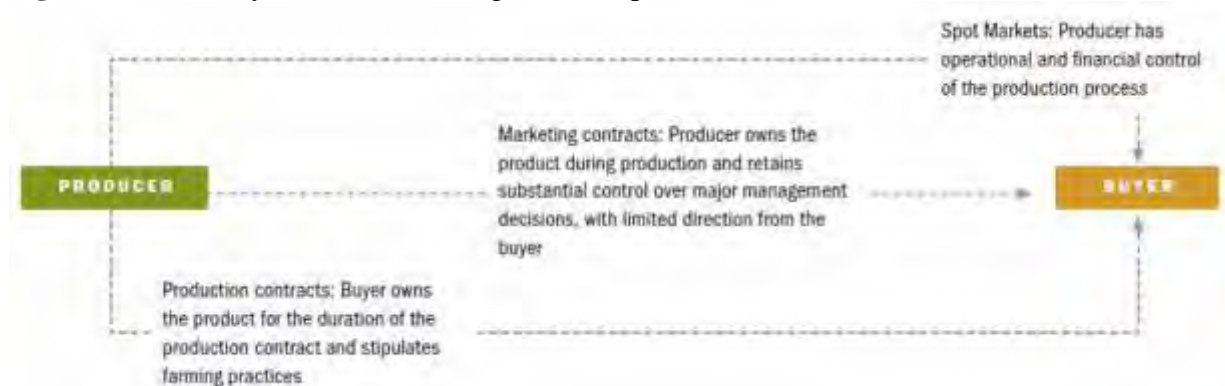 Spot Markets: Producer has
operational and financial control
of the production process
Marketing contracts: Producer owns the
product during production and retains
substantial control over major management
decisions, with limited direction from the
buyer
PRODUCER
BUYER
Production contracts: Buyer owns
the product for the duration of the
production contract and stipulates
farming practices